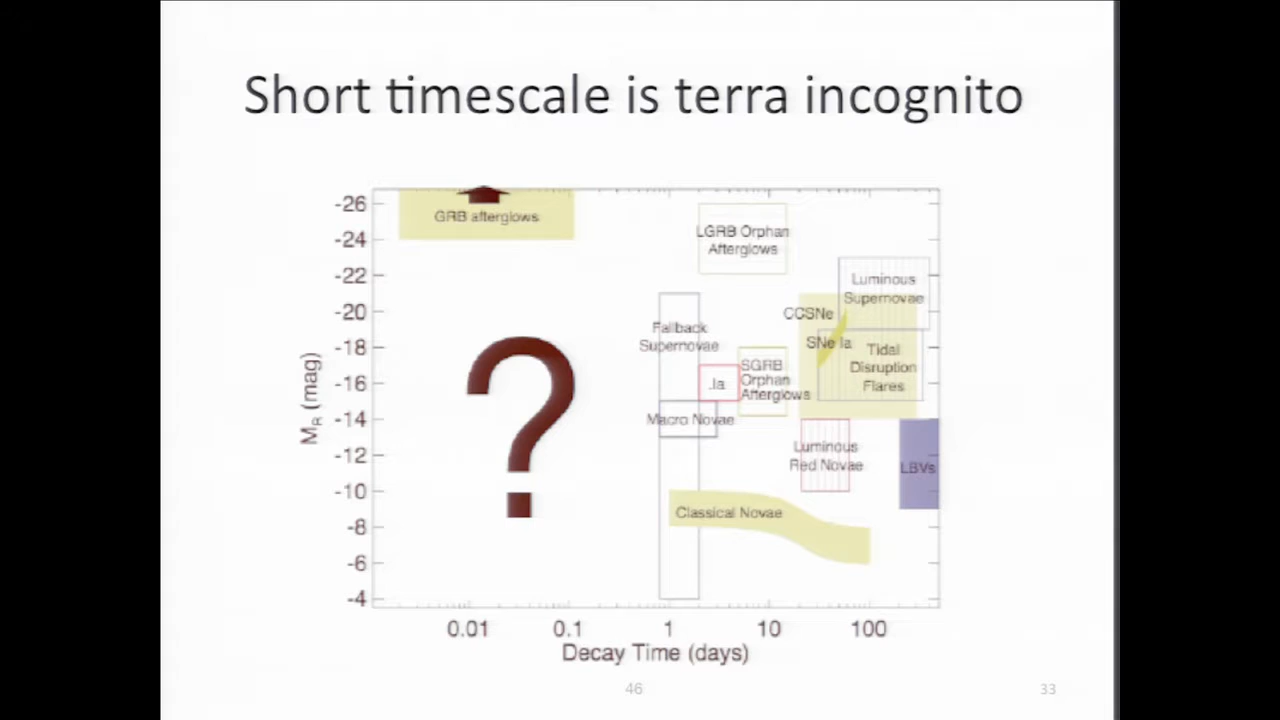 Short timescale is terra incognito
-26
-24
-22
-20
-18
-16
-14
-12
-10
-8
-6
-4
M_R (mag)
GRB afterglows
LGRB Orphan
Afterglows
Luminous
Supernovae
CCSNe
Fallback
Supernovae
SNe Ia
Tidal
Disruption
Flares
SGRB
Orphan
Afterglows
.Ia
Macro Novae
Luminous
Red Novae
LBVs
Classical Novae
?
0.01 0.1 1 10 100
Decay Time (days)
46
33